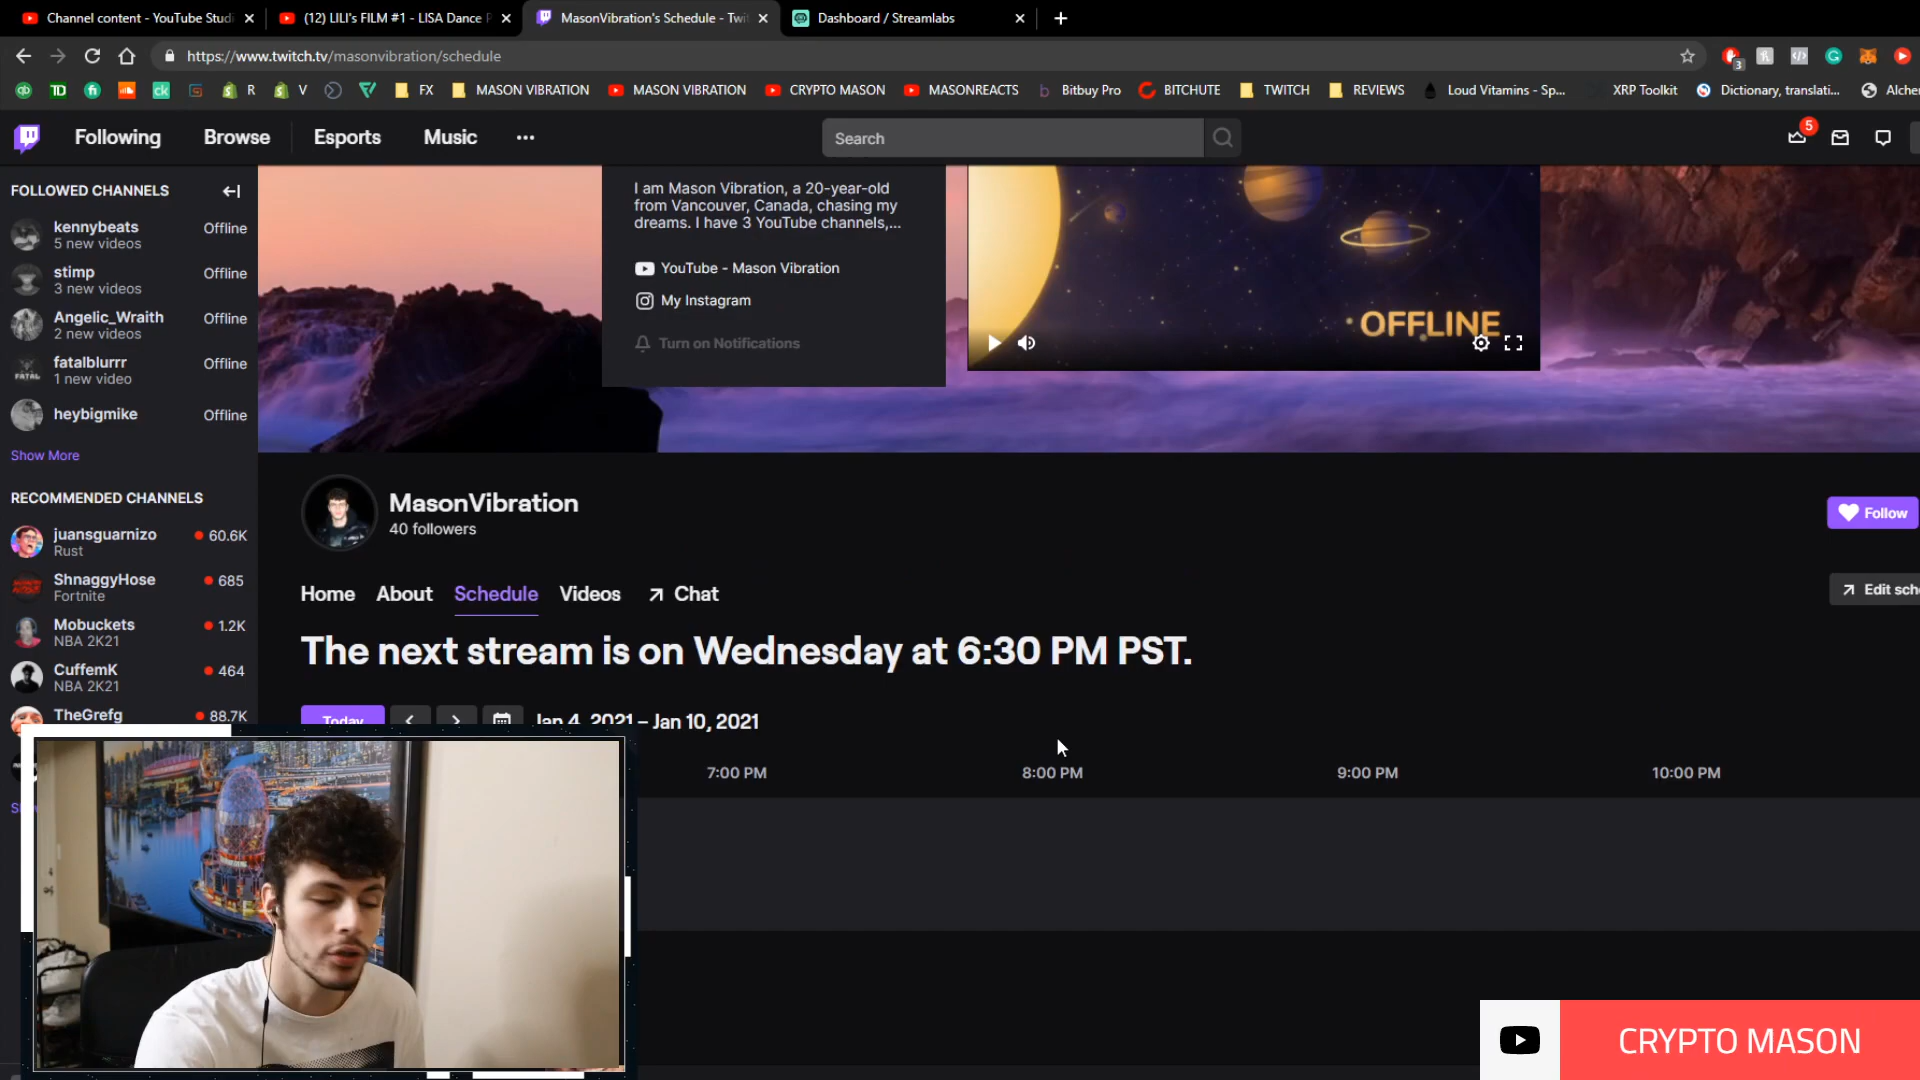 Channel content - YouTube Studi
(12) LILI's FILM #1 - LISA Dance P
MasonVibration's Schedule - Twi
Dashboard / Streamlabs
https://www.twitch.tv/masonvibration/schedule
3
TD
fi
ck
R
V
FX
MASON VIBRATION
MASON VIBRATION
CRYPTO MASON
MASONREACTS
Bitbuy Pro
BITCHUTE
TWITCH
REVIEWS
Loud Vitamins - Sp...
XRP Toolkit
Dictionary, translati...
Alcher
Following
Browse
Esports
Music
Search
5
FOLLOWED CHANNELS
kennybeats
5 new videos
Offline
stimp
3 new videos
Offline
Angelic_Wraith
2 new videos
Offline
fatalblurrr
1 new video
Offline
heybigmike
Offline
Show More
RECOMMENDED CHANNELS
juansguarnizo
Rust
60.6K
ShnaggyHose
Fortnite
685
Mobuckets
NBA 2K21
1.2K
CuffemK
NBA 2K21
464
TheGrefg
88.7K
I am Mason Vibration, a 20-year-old
from Vancouver, Canada, chasing my
dreams. I have 3 YouTube channels,...
YouTube - Mason Vibration
My Instagram
Turn on Notifications
OFFLINE
MasonVibration
40 followers
Follow
Home
About
Schedule
Videos
Chat
Edit sch
The next stream is on Wednesday at 6:30 PM PST.
Today
Jan 4, 2021 – Jan 10, 2021
7:00 PM
8:00 PM
9:00 PM
10:00 PM
CRYPTO MASON